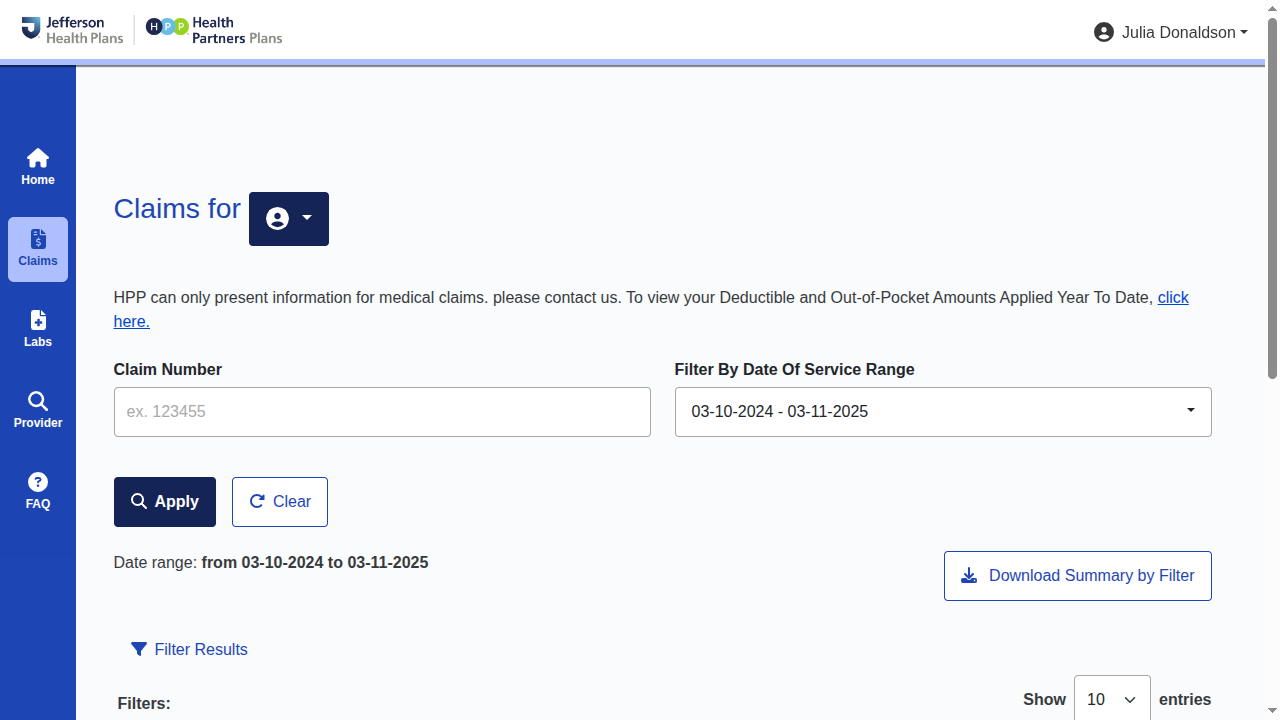 Jefferson
Health Plans
HPP
Health
Partners Plans
Julia Donaldson
Home
Claims
Labs
Provider
FAQ
Claims for
HPP can only present information for medical claims. please contact us. To view your Deductible and Out-of-Pocket Amounts Applied Year To Date, click
here.
Claim Number
Filter By Date Of Service Range
ex. 123455
03-10-2024 - 03-11-2025
Apply
Clear
Date range: from 03-10-2024 to 03-11-2025
Download Summary by Filter
Filter Results
Filters:
Show 10 entries